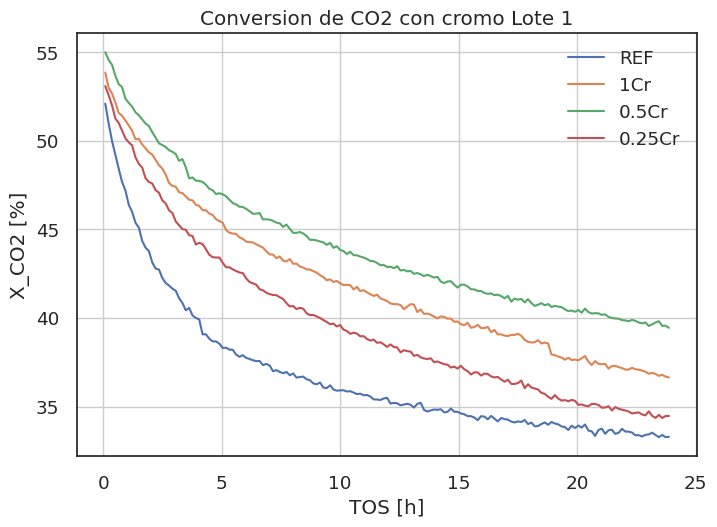 Conversion de CO2 con cromo Lote 1
REF
1Cr
0.5Cr
0.25Cr
X_CO2 [%]
55
50
45
40
35
0 5 10 15 20 25
TOS [h]